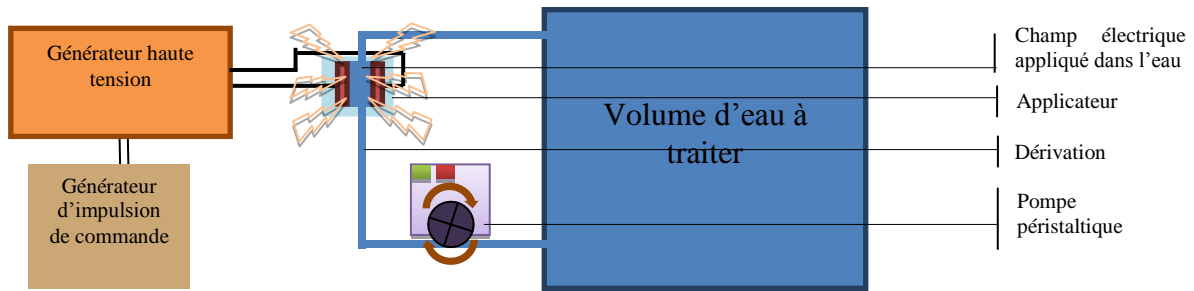 Générateur haute
tension
Générateur
d'impulsion
de commande
Volume d'eau à
traiter
Champ électrique
appliqué dans l'eau
Applicateur
Dérivation
Pompe
péristaltique